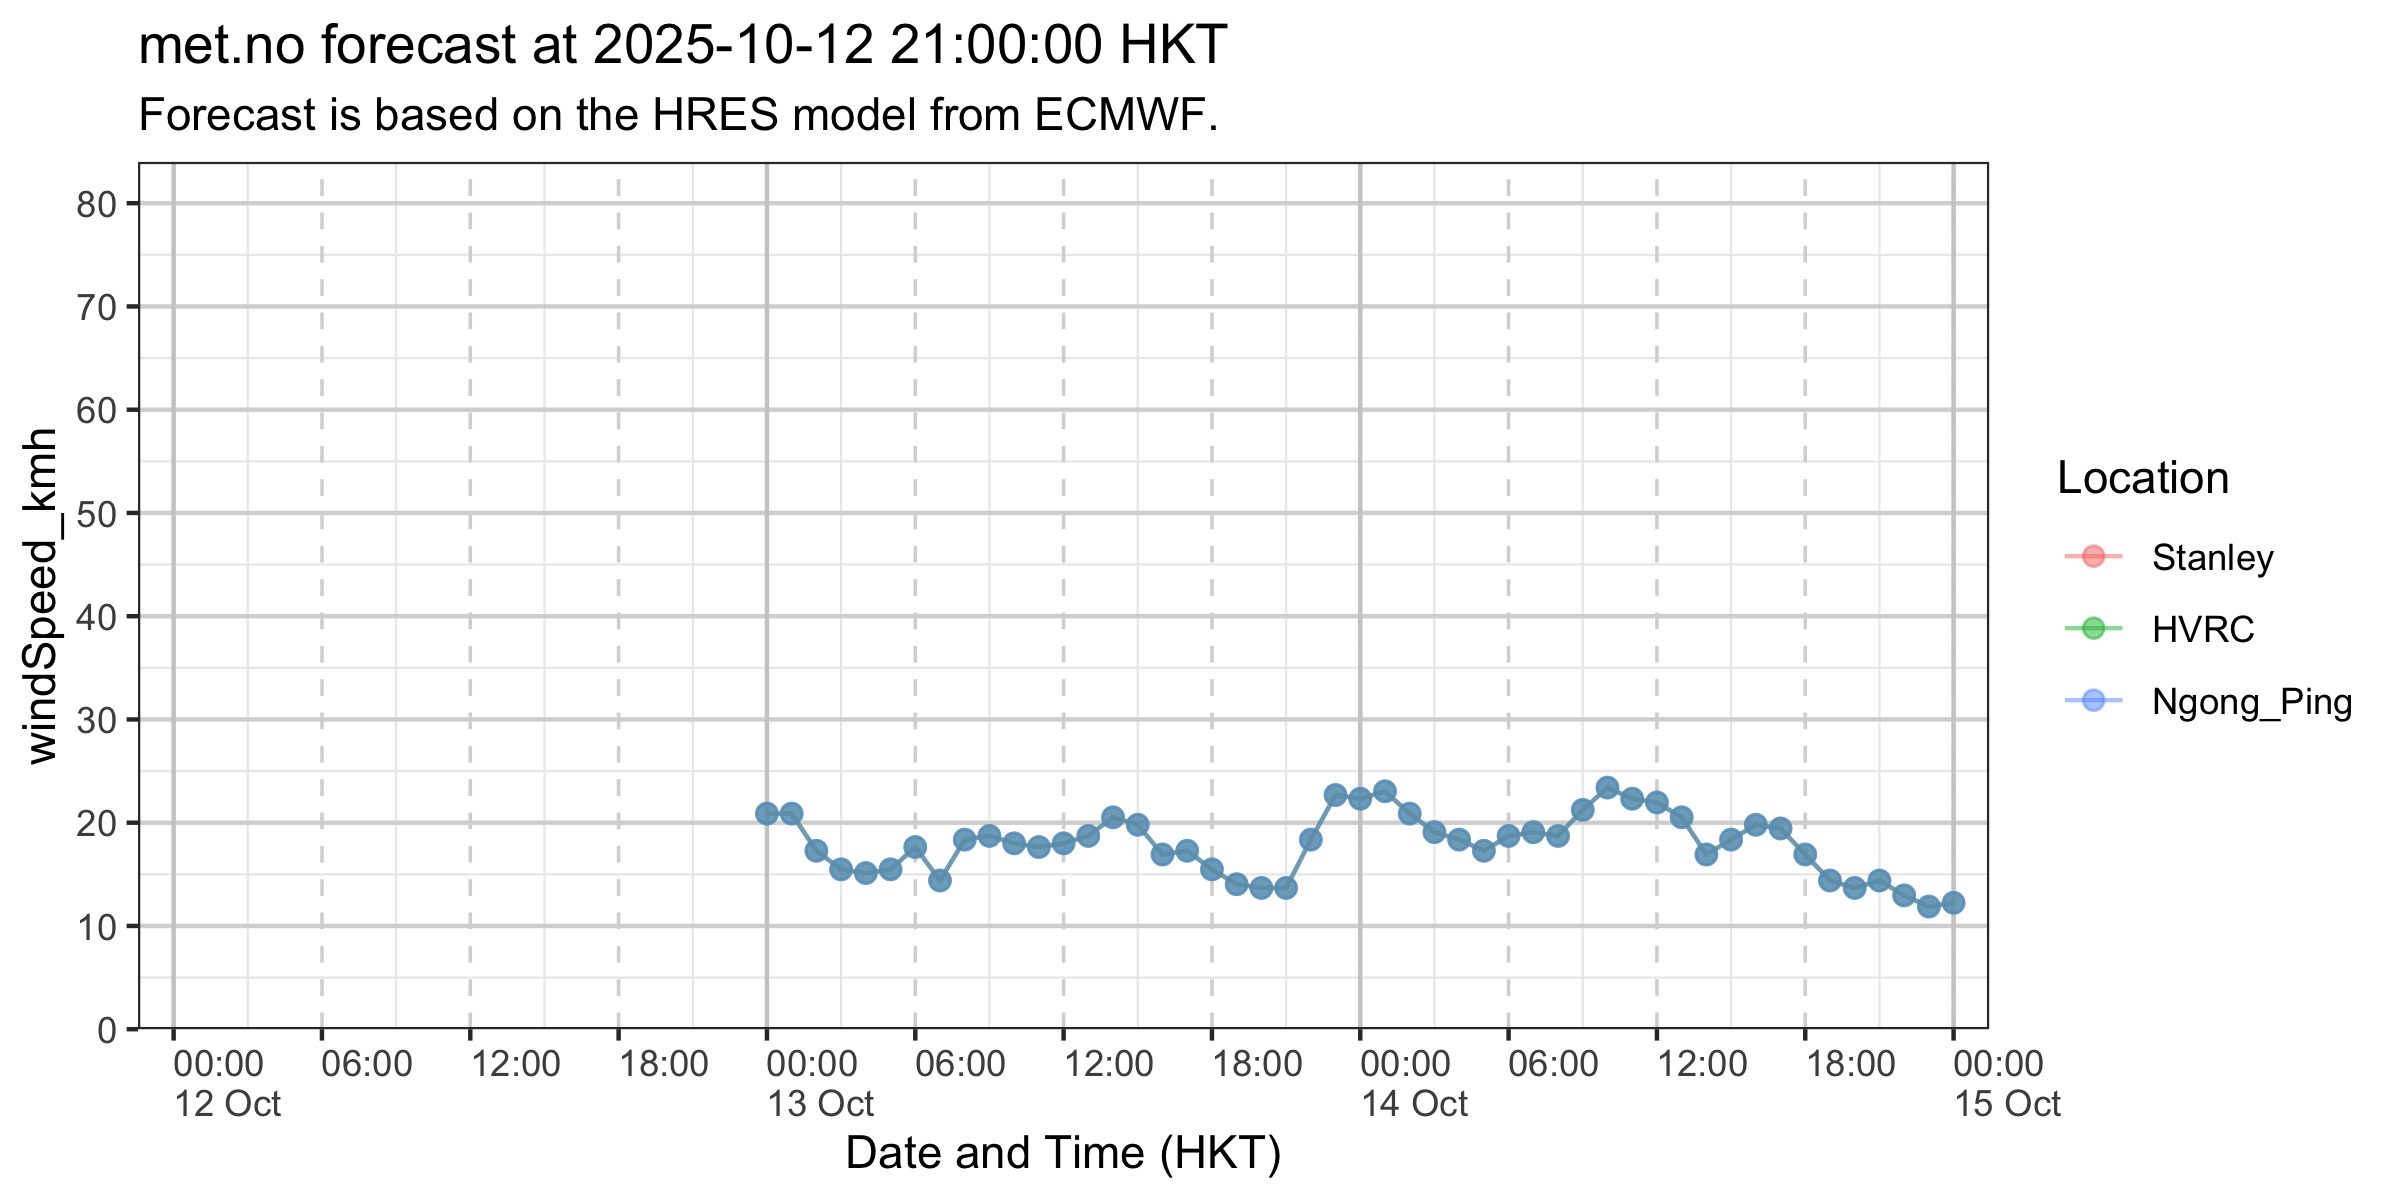 met.no forecast at 2025-10-12 21:00:00 HKT
Forecast is based on the HRES model from ECMWF.
windSpeed_kmh
80
70
60
50
40
30
20
10
0
00:00 06:00 12:00 18:00 00:00 06:00 12:00 18:00 00:00 06:00 12:00 18:00 00:00
12 Oct 13 Oct 14 Oct 15 Oct
Date and Time (HKT)
Location
Stanley
HVRC
Ngong_Ping